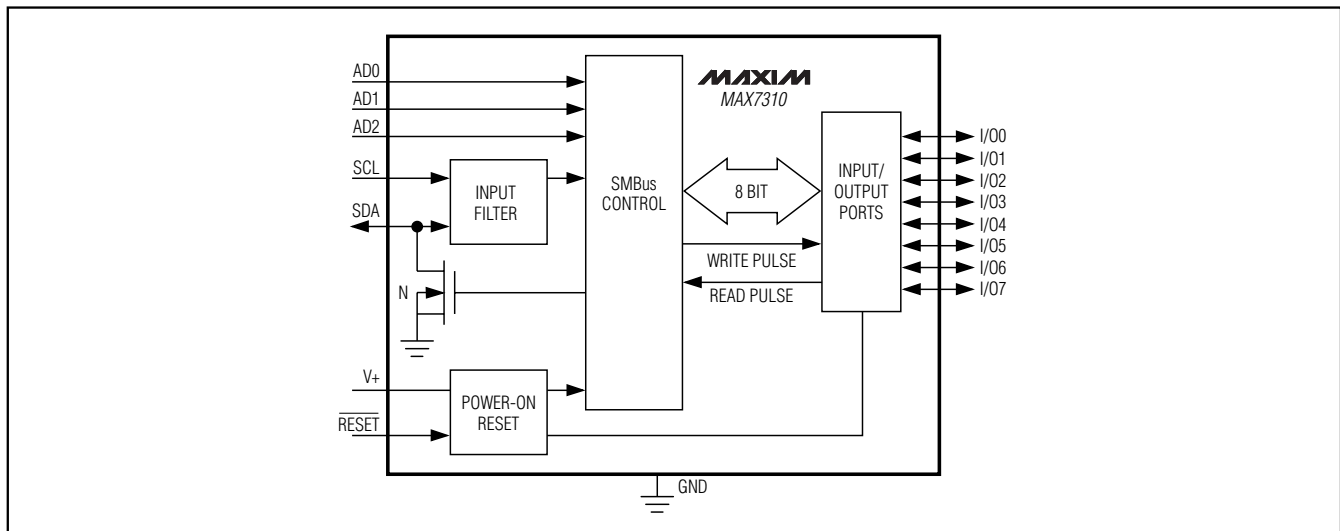 AD0
AD1
AD2
SCL
SDA
N
V+
RESET
INPUT
FILTER
POWER-ON
RESET
SMBus
CONTROL
MAXIM
MAX7310
8 BIT
WRITE PULSE
READ PULSE
INPUT/
OUTPUT
PORTS
I/O0
I/O1
I/O2
I/O3
I/O4
I/O5
I/O6
I/O7
GND